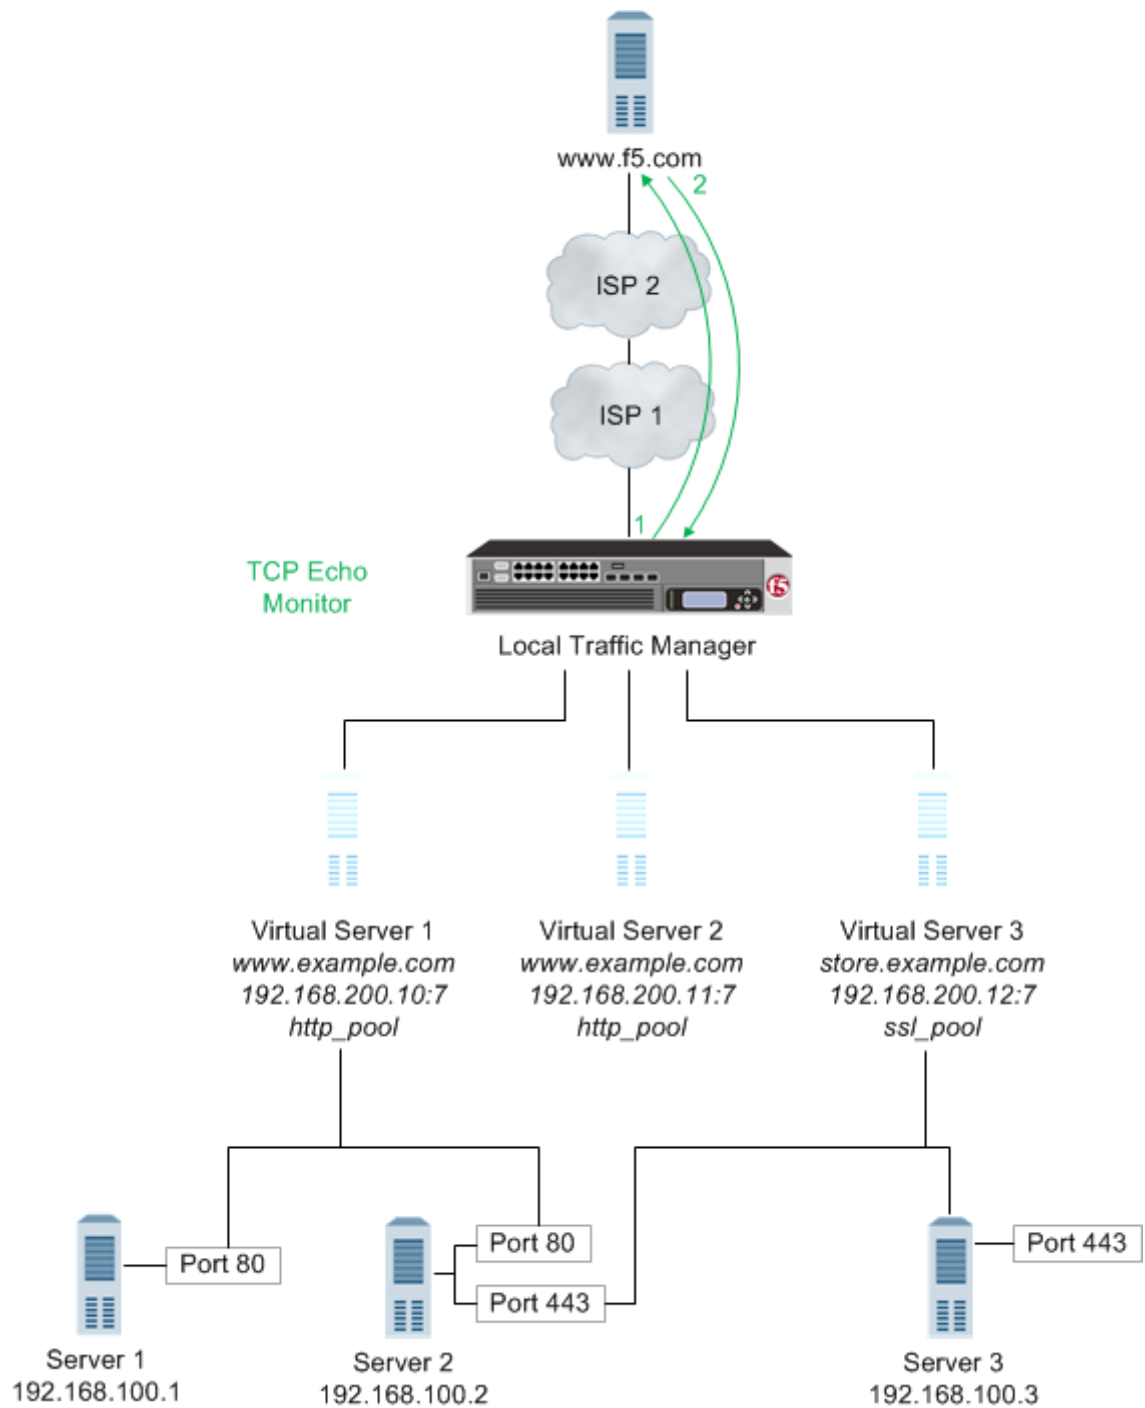 www.f5.com
2
ISP 2
ISP 1
1
f5
TCP Echo
Monitor
Local Traffic Manager
Virtual Server 1
www.example.com
192.168.200.10:7
http_pool
Virtual Server 2
www.example.com
192.168.200.11:7
http_pool
Virtual Server 3
store.example.com
192.168.200.12:7
ssl_pool
Port 80
Port 80
Port 443
Port 443
Server 1
192.168.100.1
Server 2
192.168.100.2
Server 3
192.168.100.3